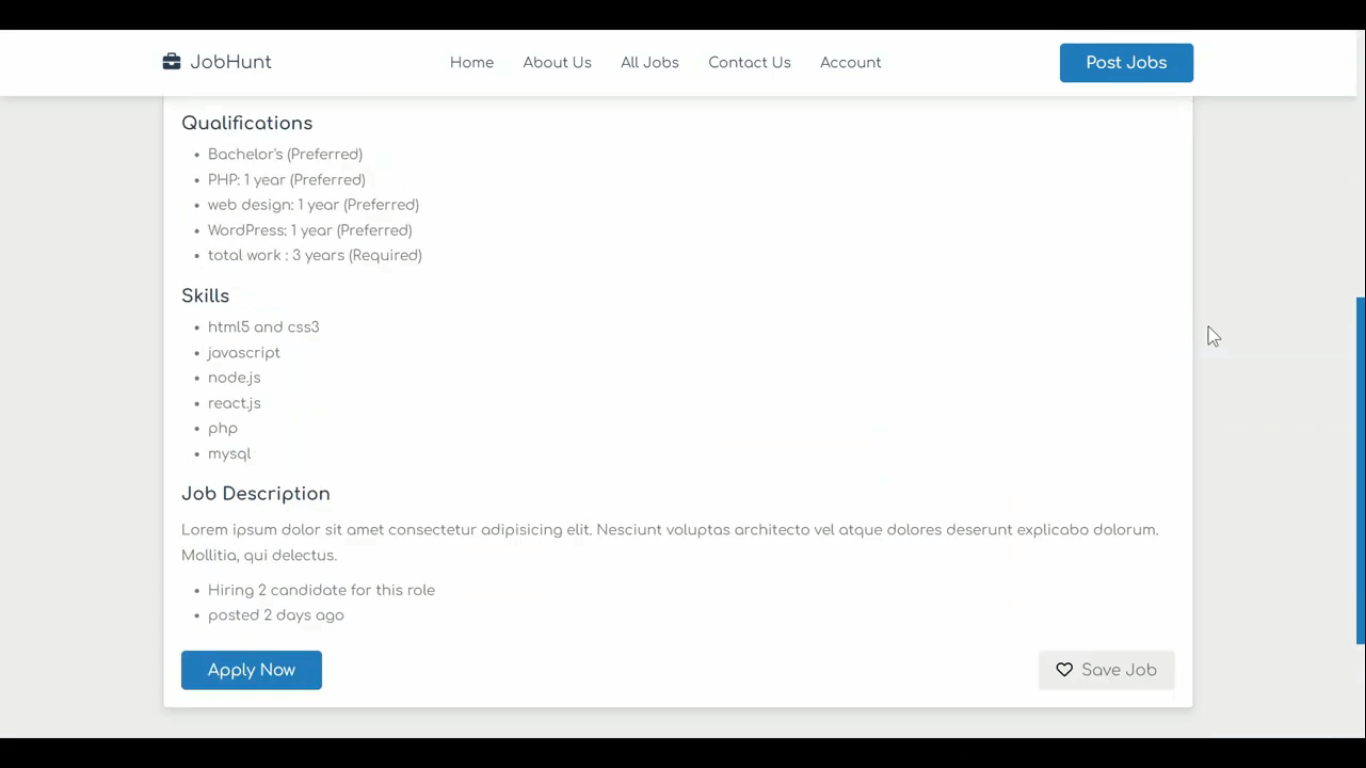 JobHunt
Home
About Us
All Jobs
Contact Us
Account
Post Jobs
Qualifications
• Bachelor's (Preferred)
• PHP: 1 year (Preferred)
• web design: 1 year (Preferred)
• WordPress: 1 year (Preferred)
• total work : 3 years (Required)
Skills
• html5 and css3
• javascript
• node.js
• react.js
• php
• mysql
Job Description
Lorem ipsum dolor sit amet consectetur adipisicing elit. Nesciunt voluptas architecto vel atque dolores deserunt explicabo dolorum.
Mollitia, qui delectus.
• Hiring 2 candidate for this role
• posted 2 days ago
Apply Now
Save Job